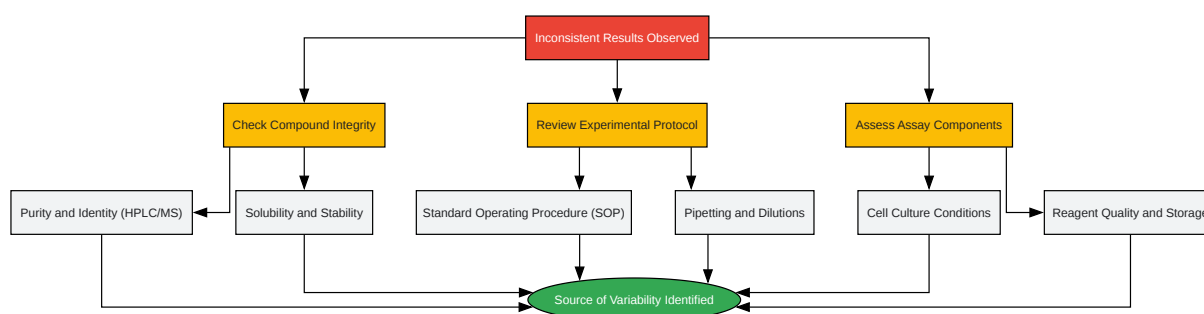 Inconsistent Results Observed
Check Compound Integrity
Review Experimental Protocol
Assess Assay Components
Purity and Identity (HPLC/MS)
Solubility and Stability
Standard Operating Procedure (SOP)
Pipetting and Dilutions
Cell Culture Conditions
Reagent Quality and Storage
Source of Variability Identified